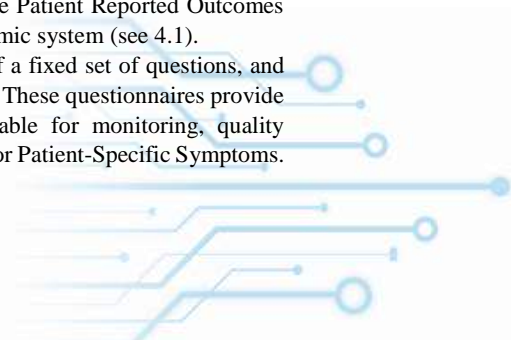 e Patient Reported Outcomes
mic system (see 4.1).
f a fixed set of questions, and
These questionnaires provide
able for monitoring, quality
or Patient-Specific Symptoms.